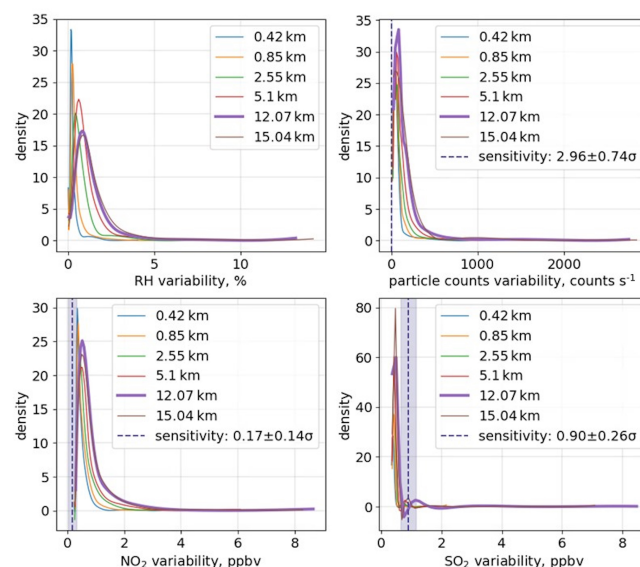 35
30
25
20
15
10
5
0
density
0.42 km
0.85 km
2.55 km
5.1 km
12.07 km
15.04 km
0 5 10
RH variability, %
35
30
25
20
15
10
5
0
density
0.42 km
0.85 km
2.55 km
5.1 km
12.07 km
15.04 km
sensitivity: 2.96±0.74σ
0 1000 2000
particle counts variability, counts s⁻¹
30
25
20
15
10
5
0
density
0.42 km
0.85 km
2.55 km
5.1 km
12.07 km
15.04 km
sensitivity: 0.17±0.14σ
0 2 4 6 8
NO₂ variability, ppbv
80
60
40
20
0
density
0.42 km
0.85 km
2.55 km
5.1 km
12.07 km
15.04 km
sensitivity: 0.90±0.26σ
0 2 4 6 8
SO₂ variability, ppbv